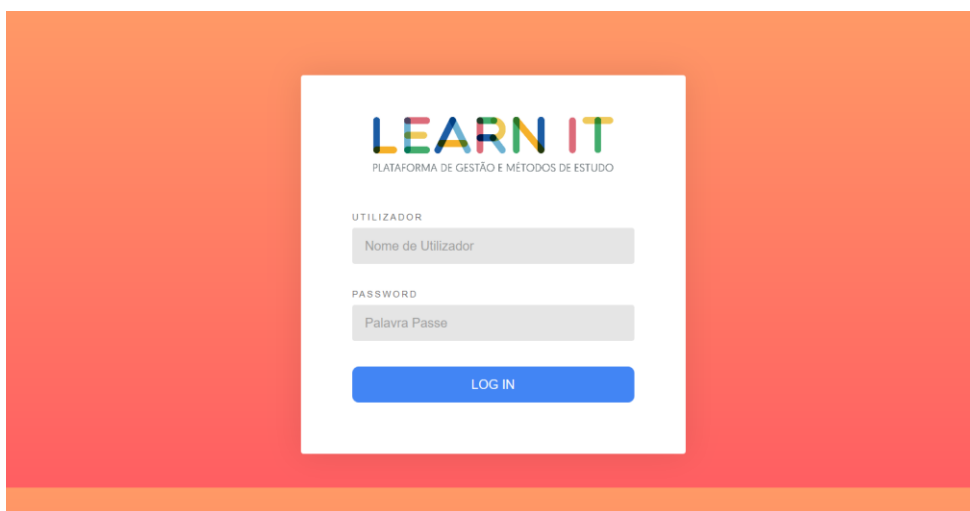 LEARN IT
PLATAFORMA DE GESTÃO E MÉTODOS DE ESTUDO
UTILIZADOR
Nome de Utilizador
PASSWORD
Palavra Passe
LOG IN